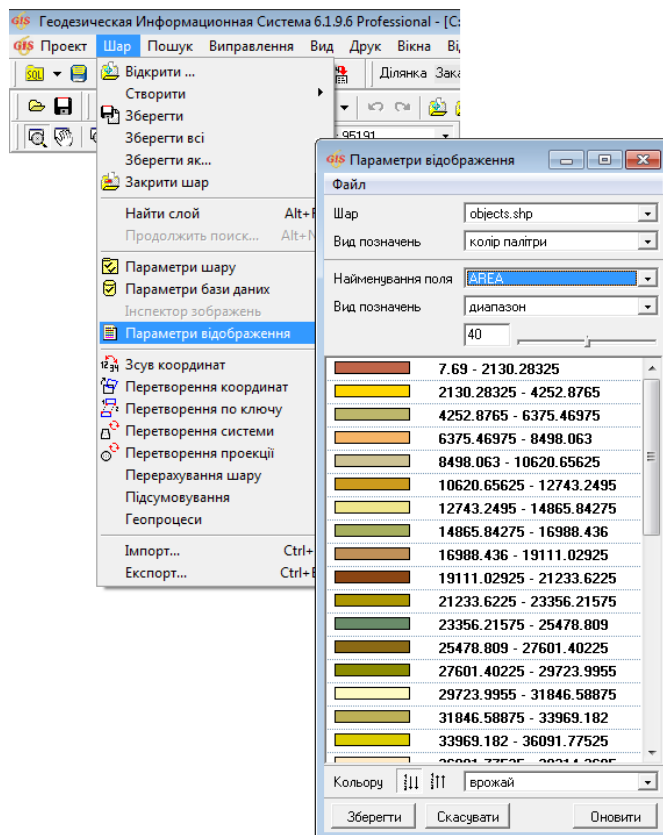 GIS Геодезическая Информационная Система 6.1.9.6 Professional - [C:
GIS Проект Шар Пошук Виправлення Вид Друк Вікна
SQL Відкрити ... Ділянка
Створити
Зберегти
Зберегти всі
95191
Зберегти як...
Закрити шар
Найти слой
Продолжить поиск...
Параметри шару
Параметри бази даних
Інспектор зображень
Параметри відображення
Зсув координат
Перетворення координат
Перетворення по ключу
Перетворення системи
Перетворення проекції
Перерахування шару
Підсумовування
Геопроцеси
Імпорт... Ctrl+
Експорт... Ctrl+E
GIS Параметри відображення
Файл
Шар objects.shp
Вид позначень колір палітри
Найменування поля AREA
Вид позначень диапазон
40
7.69 - 2130.28325
2130.28325 - 4252.8765
4252.8765 - 6375.46975
6375.46975 - 8498.063
8498.063 - 10620.65625
10620.65625 - 12743.2495
12743.2495 - 14865.84275
14865.84275 - 16988.436
16988.436 - 19111.02925
19111.02925 - 21233.6225
21233.6225 - 23356.21575
23356.21575 - 25478.809
25478.809 - 27601.40225
27601.40225 - 29723.9955
29723.9955 - 31846.58875
31846.58875 - 33969.182
33969.182 - 36091.77525
Кольору врожай
Зберегти Скасувати Оновити